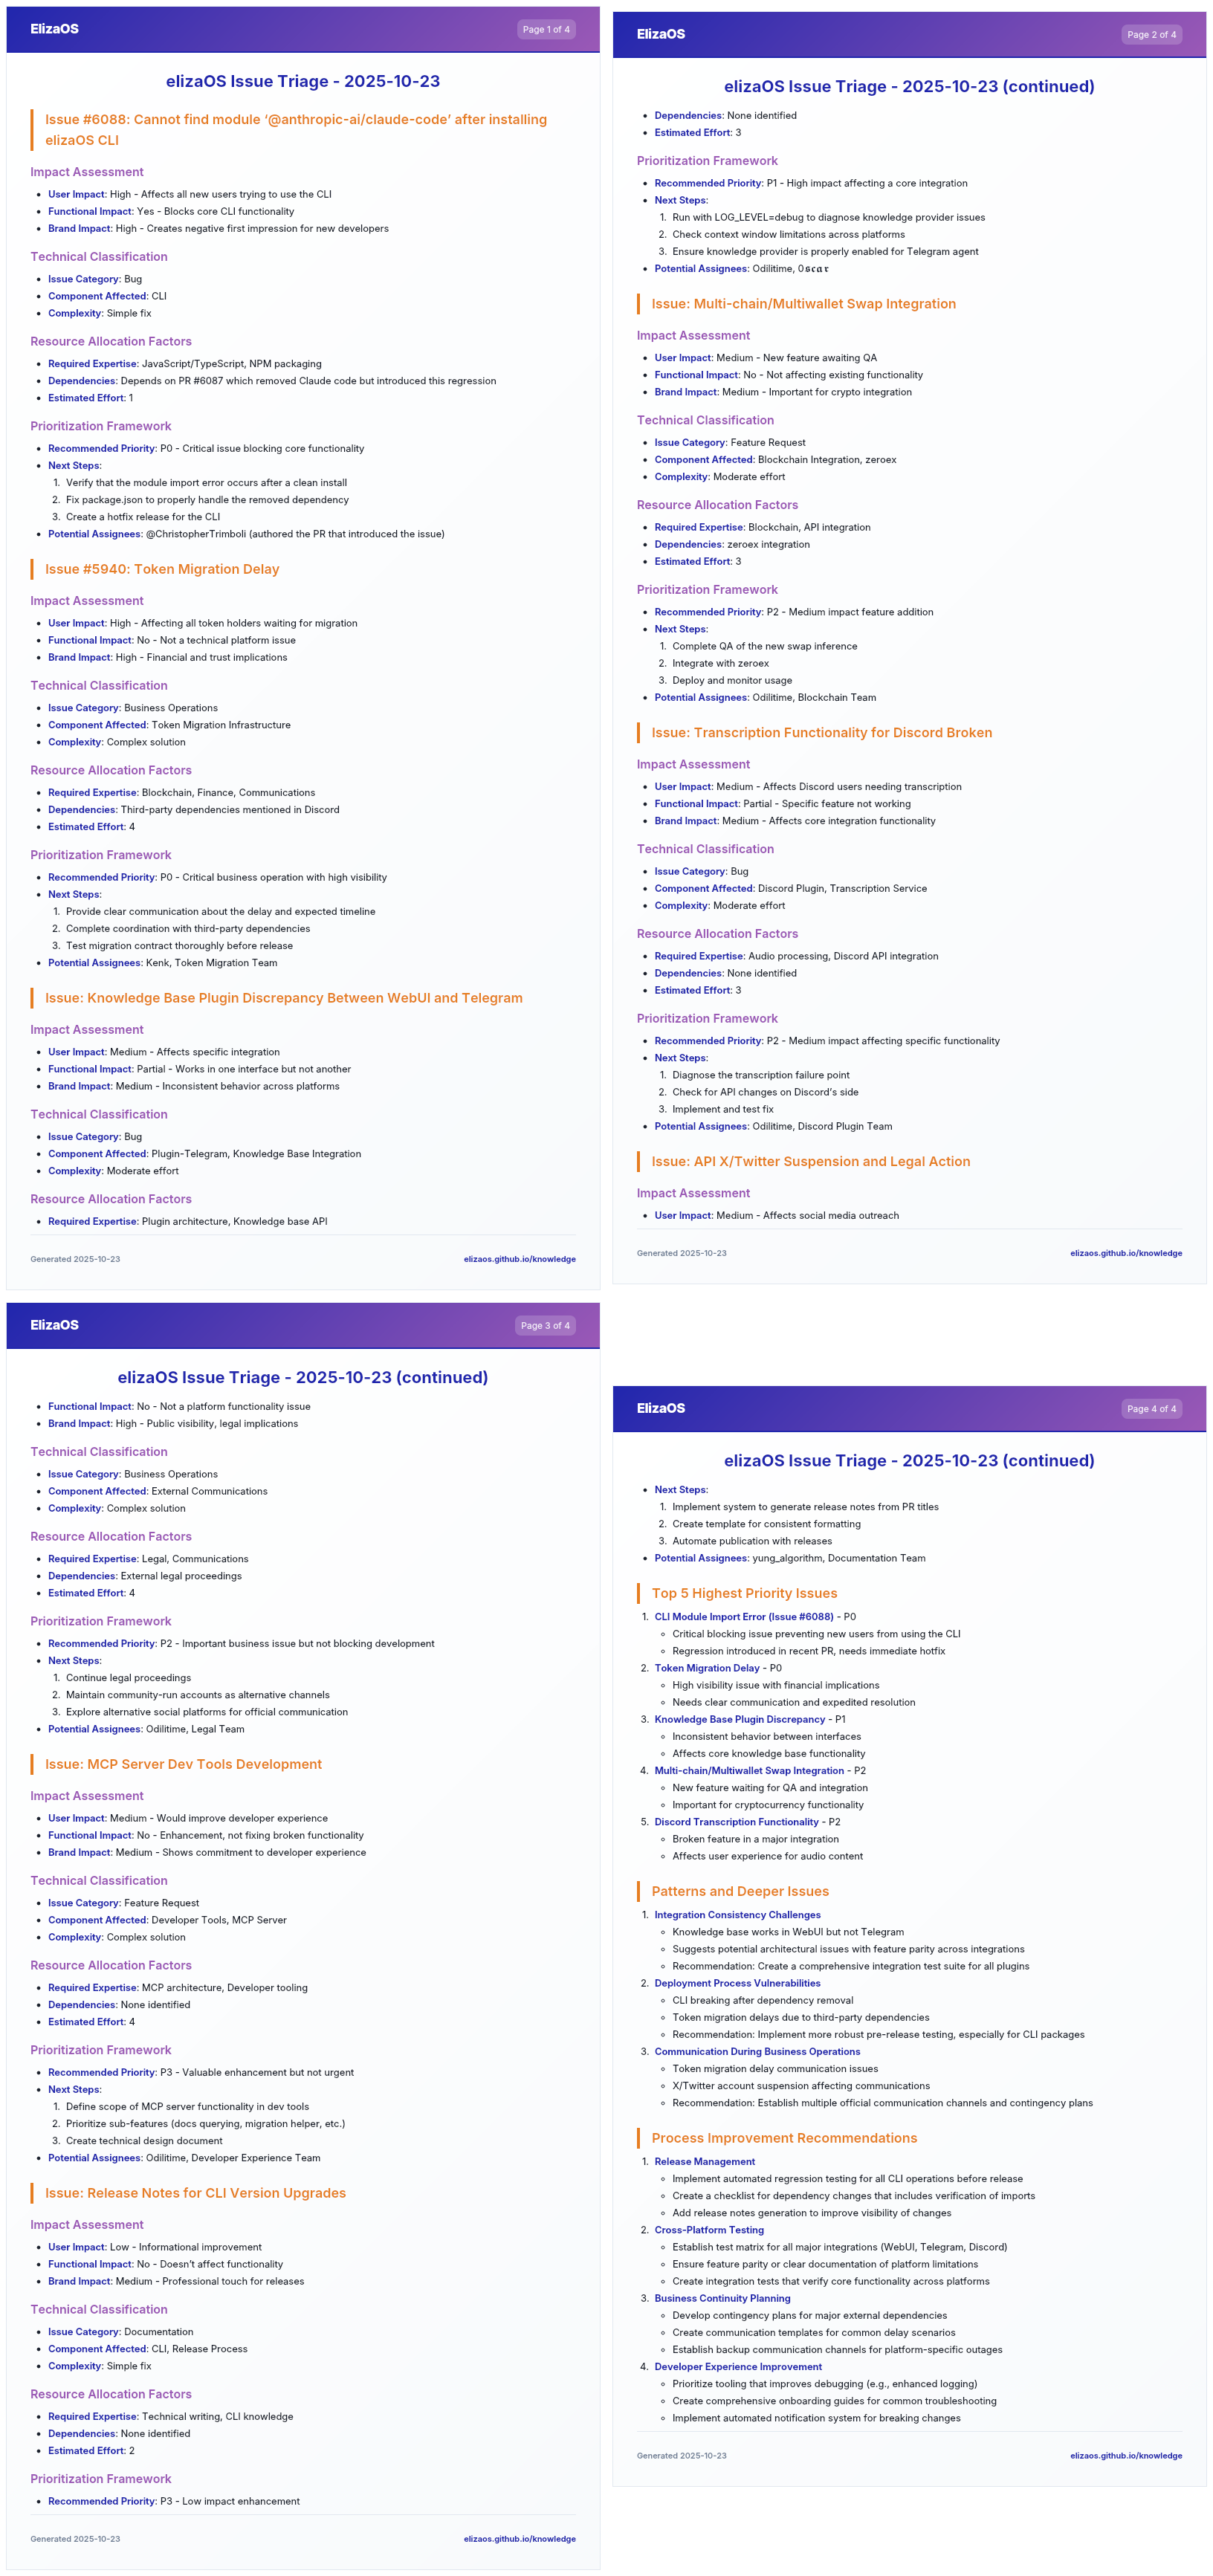 ElizaOS
Page 1 of 4
elizaOS Issue Triage - 2025-10-23
Issue #6088: Cannot find module ‘@anthropic-ai/claude-code’ after installing
elizaOS CLI
Impact Assessment
• User Impact: High - Affects all new users trying to use the CLI
• Functional Impact: Yes - Blocks core CLI functionality
• Brand Impact: High - Creates negative first impression for new developers
Technical Classification
• Issue Category: Bug
• Component Affected: CLI
• Complexity: Simple fix
Resource Allocation Factors
• Required Expertise: JavaScript/TypeScript, NPM packaging
• Dependencies: Depends on PR #6087 which removed Claude code but introduced this regression
• Estimated Effort: 1
Prioritization Framework
• Recommended Priority: P0 - Critical issue blocking core functionality
• Next Steps:
1. Verify that the module import error occurs after a clean install
2. Fix package.json to properly handle the removed dependency
3. Create a hotfix release for the CLI
• Potential Assignees: @ChristopherTrimboli (authored the PR that introduced the issue)
Issue #5940: Token Migration Delay
Impact Assessment
• User Impact: High - Affecting all token holders waiting for migration
• Functional Impact: No - Not a technical platform issue
• Brand Impact: High - Financial and trust implications
Technical Classification
• Issue Category: Business Operations
• Component Affected: Token Migration Infrastructure
• Complexity: Complex solution
Resource Allocation Factors
• Required Expertise: Blockchain, Finance, Communications
• Dependencies: Third-party dependencies mentioned in Discord
• Estimated Effort: 4
Prioritization Framework
• Recommended Priority: P0 - Critical business operation with high visibility
• Next Steps:
1. Provide clear communication about the delay and expected timeline
2. Complete coordination with third-party dependencies
3. Test migration contract thoroughly before release
• Potential Assignees: Kenk, Token Migration Team
Issue: Knowledge Base Plugin Discrepancy Between WebUI and Telegram
Impact Assessment
• User Impact: Medium - Affects specific integration
• Functional Impact: Partial - Works in one interface but not another
• Brand Impact: Medium - Inconsistent behavior across platforms
Technical Classification
• Issue Category: Bug
• Component Affected: Plugin-Telegram, Knowledge Base Integration
• Complexity: Moderate effort
Resource Allocation Factors
• Required Expertise: Plugin architecture, Knowledge base API
Generated 2025-10-23
elizaos.github.io/knowledge
ElizaOS
Page 2 of 4
elizaOS Issue Triage - 2025-10-23 (continued)
• Dependencies: None identified
• Estimated Effort: 3
Prioritization Framework
• Recommended Priority: P1 - High impact affecting a core integration
• Next Steps:
1. Run with LOG_LEVEL=debug to diagnose knowledge provider issues
2. Check context window limitations across platforms
3. Ensure knowledge provider is properly enabled for Telegram agent
• Potential Assignees: Odilitime, 0𝖘𝖈𝖆𝖗
Issue: Multi-chain/Multiwallet Swap Integration
Impact Assessment
• User Impact: Medium - New feature awaiting QA
• Functional Impact: No - Not affecting existing functionality
• Brand Impact: Medium - Important for crypto integration
Technical Classification
• Issue Category: Feature Request
• Component Affected: Blockchain Integration, zeroex
• Complexity: Moderate effort
Resource Allocation Factors
• Required Expertise: Blockchain, API integration
• Dependencies: zeroex integration
• Estimated Effort: 3
Prioritization Framework
• Recommended Priority: P2 - Medium impact feature addition
• Next Steps:
1. Complete QA of the new swap inference
2. Integrate with zeroex
3. Deploy and monitor usage
• Potential Assignees: Odilitime, Blockchain Team
Issue: Transcription Functionality for Discord Broken
Impact Assessment
• User Impact: Medium - Affects Discord users needing transcription
• Functional Impact: Partial - Specific feature not working
• Brand Impact: Medium - Affects core integration functionality
Technical Classification
• Issue Category: Bug
• Component Affected: Discord Plugin, Transcription Service
• Complexity: Moderate effort
Resource Allocation Factors
• Required Expertise: Audio processing, Discord API integration
• Dependencies: None identified
• Estimated Effort: 3
Prioritization Framework
• Recommended Priority: P2 - Medium impact affecting specific functionality
• Next Steps:
1. Diagnose the transcription failure point
2. Check for API changes on Discord’s side
3. Implement and test fix
• Potential Assignees: Odilitime, Discord Plugin Team
Issue: API X/Twitter Suspension and Legal Action
Impact Assessment
• User Impact: Medium - Affects social media outreach
Generated 2025-10-23
elizaos.github.io/knowledge
ElizaOS
Page 3 of 4
elizaOS Issue Triage - 2025-10-23 (continued)
• Functional Impact: No - Not a platform functionality issue
• Brand Impact: High - Public visibility, legal implications
Technical Classification
• Issue Category: Business Operations
• Component Affected: External Communications
• Complexity: Complex solution
Resource Allocation Factors
• Required Expertise: Legal, Communications
• Dependencies: External legal proceedings
• Estimated Effort: 4
Prioritization Framework
• Recommended Priority: P2 - Important business issue but not blocking development
• Next Steps:
1. Continue legal proceedings
2. Maintain community-run accounts as alternative channels
3. Explore alternative social platforms for official communication
• Potential Assignees: Odilitime, Legal Team
Issue: MCP Server Dev Tools Development
Impact Assessment
• User Impact: Medium - Would improve developer experience
• Functional Impact: No - Enhancement, not fixing broken functionality
• Brand Impact: Medium - Shows commitment to developer experience
Technical Classification
• Issue Category: Feature Request
• Component Affected: Developer Tools, MCP Server
• Complexity: Complex solution
Resource Allocation Factors
• Required Expertise: MCP architecture, Developer tooling
• Dependencies: None identified
• Estimated Effort: 4
Prioritization Framework
• Recommended Priority: P3 - Valuable enhancement but not urgent
• Next Steps:
1. Define scope of MCP server functionality in dev tools
2. Prioritize sub-features (docs querying, migration helper, etc.)
3. Create technical design document
• Potential Assignees: Odilitime, Developer Experience Team
Issue: Release Notes for CLI Version Upgrades
Impact Assessment
• User Impact: Low - Informational improvement
• Functional Impact: No - Doesn’t affect functionality
• Brand Impact: Medium - Professional touch for releases
Technical Classification
• Issue Category: Documentation
• Component Affected: CLI, Release Process
• Complexity: Simple fix
Resource Allocation Factors
• Required Expertise: Technical writing, CLI knowledge
• Dependencies: None identified
• Estimated Effort: 2
Prioritization Framework
• Recommended Priority: P3 - Low impact enhancement
Generated 2025-10-23
elizaos.github.io/knowledge
ElizaOS
Page 4 of 4
elizaOS Issue Triage - 2025-10-23 (continued)
• Next Steps:
1. Implement system to generate release notes from PR titles
2. Create template for consistent formatting
3. Automate publication with releases
• Potential Assignees: yung_algorithm, Documentation Team
Top 5 Highest Priority Issues
1. CLI Module Import Error (Issue #6088) - P0
◦ Critical blocking issue preventing new users from using the CLI
◦ Regression introduced in recent PR, needs immediate hotfix
2. Token Migration Delay - P0
◦ High visibility issue with financial implications
◦ Needs clear communication and expedited resolution
3. Knowledge Base Plugin Discrepancy - P1
◦ Inconsistent behavior between interfaces
◦ Affects core knowledge base functionality
4. Multi-chain/Multiwallet Swap Integration - P2
◦ New feature waiting for QA and integration
◦ Important for cryptocurrency functionality
5. Discord Transcription Functionality - P2
◦ Broken feature in a major integration
◦ Affects user experience for audio content
Patterns and Deeper Issues
1. Integration Consistency Challenges
◦ Knowledge base works in WebUI but not Telegram
◦ Suggests potential architectural issues with feature parity across integrations
◦ Recommendation: Create a comprehensive integration test suite for all plugins
2. Deployment Process Vulnerabilities
◦ CLI breaking after dependency removal
◦ Token migration delays due to third-party dependencies
◦ Recommendation: Implement more robust pre-release testing, especially for CLI packages
3. Communication During Business Operations
◦ Token migration delay communication issues
◦ X/Twitter account suspension affecting communications
◦ Recommendation: Establish multiple official communication channels and contingency plans
Process Improvement Recommendations
1. Release Management
◦ Implement automated regression testing for all CLI operations before release
◦ Create a checklist for dependency changes that includes verification of imports
◦ Add release notes generation to improve visibility of changes
2. Cross-Platform Testing
◦ Establish test matrix for all major integrations (WebUI, Telegram, Discord)
◦ Ensure feature parity or clear documentation of platform limitations
◦ Create integration tests that verify core functionality across platforms
3. Business Continuity Planning
◦ Develop contingency plans for major external dependencies
◦ Create communication templates for common delay scenarios
◦ Establish backup communication channels for platform-specific outages
4. Developer Experience Improvement
◦ Prioritize tooling that improves debugging (e.g., enhanced logging)
◦ Create comprehensive onboarding guides for common troubleshooting
◦ Implement automated notification system for breaking changes
Generated 2025-10-23
elizaos.github.io/knowledge